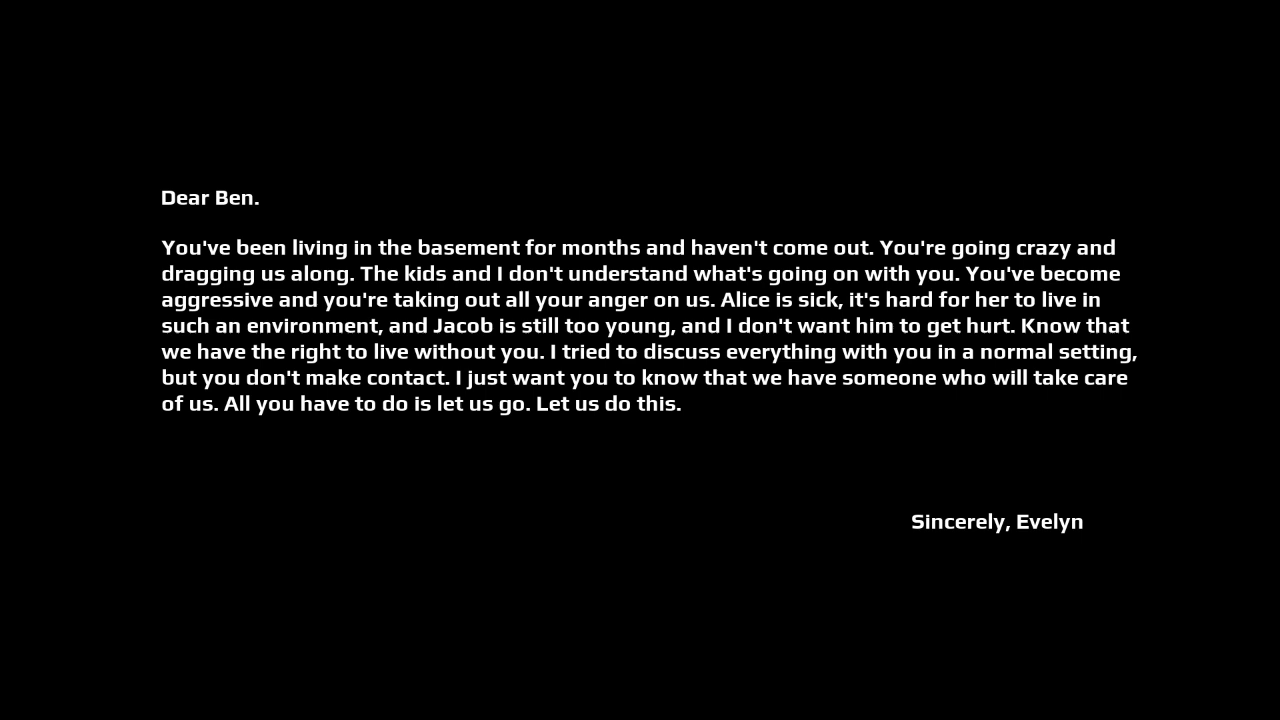 Dear Ben.
You've been living in the basement for months and haven't come out. You're going crazy and
dragging us along. The kids and I don't understand what's going on with you. You've become
aggressive and you're taking out all your anger on us. Alice is sick, it's hard for her to live in
such an environment, and Jacob is still too young, and I don't want him to get hurt. Know that
we have the right to live without you. I tried to discuss everything with you in a normal setting,
but you don't make contact. I just want you to know that we have someone who will take care
of us. All you have to do is let us go. Let us do this.
Sincerely, Evelyn